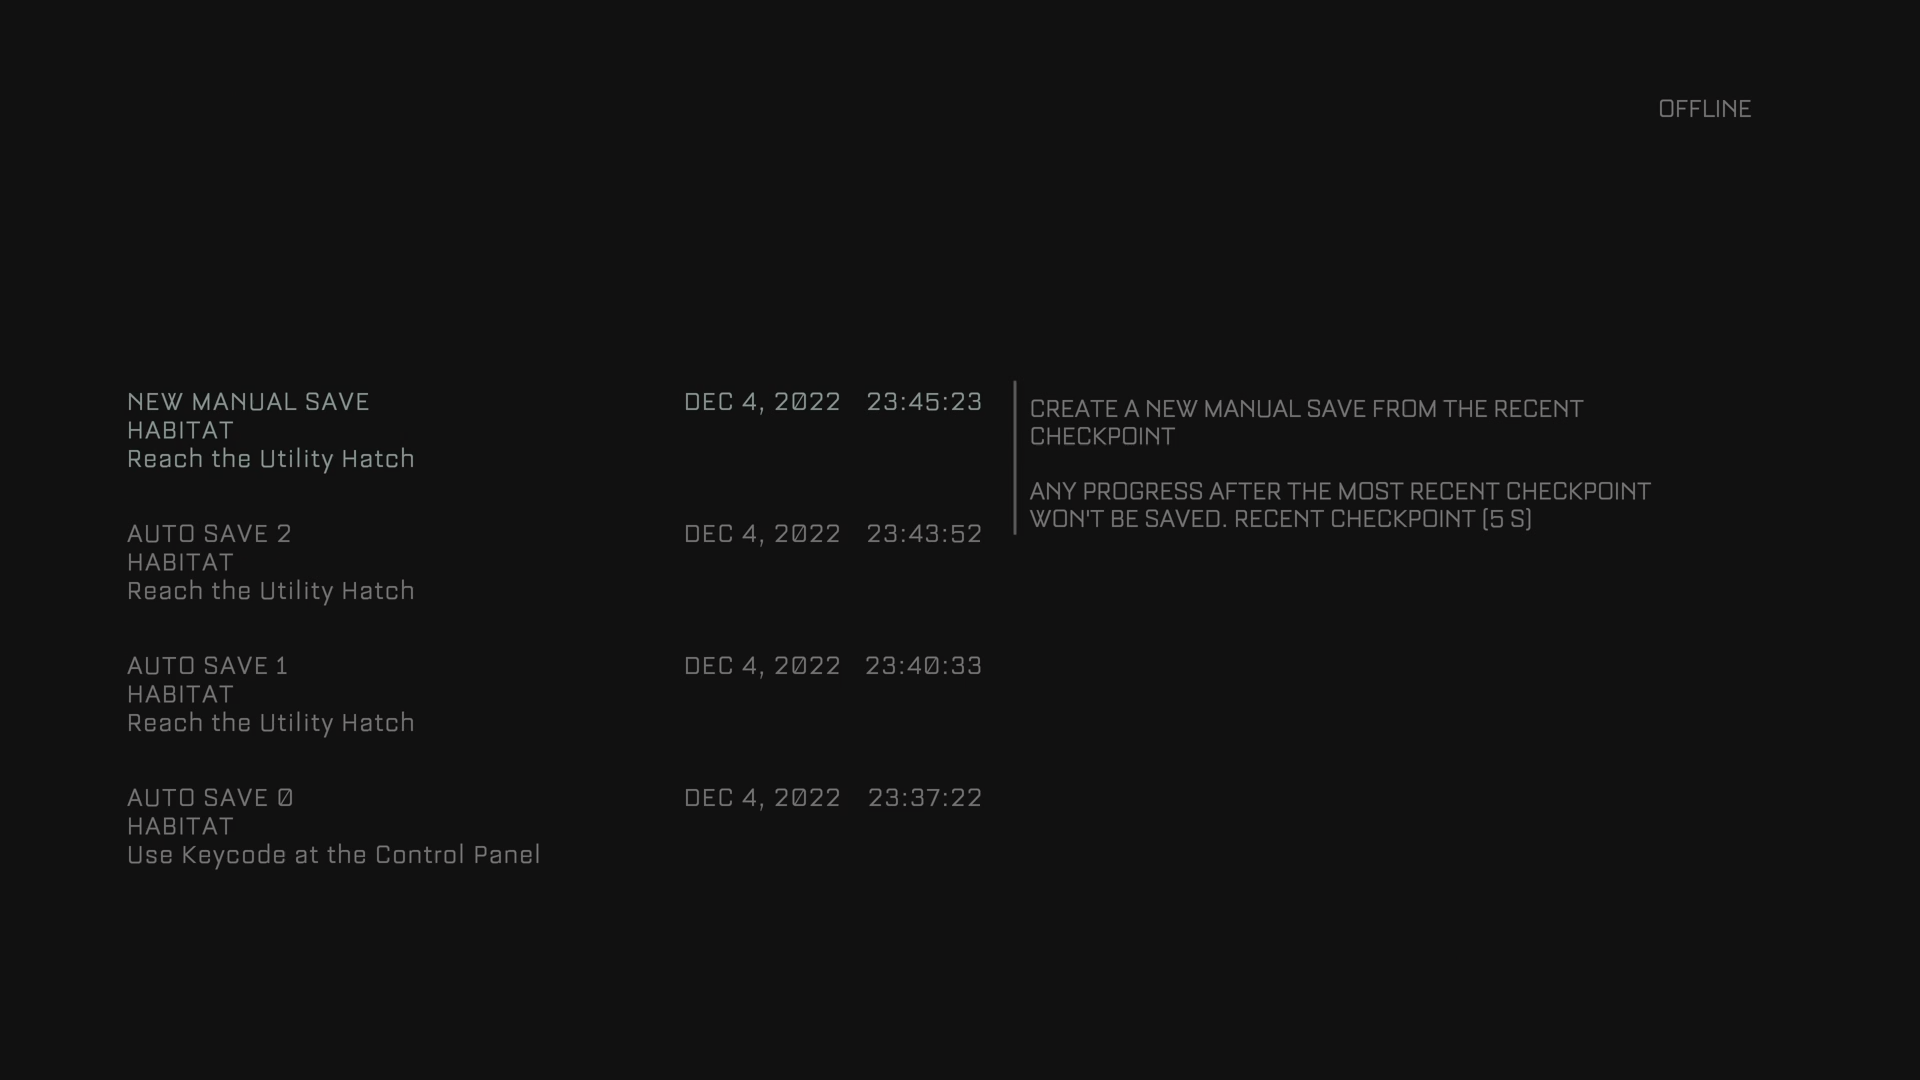 OFFLINE
NEW MANUAL SAVE DEC 4, 2022 23:45:23
HABITAT
Reach the Utility Hatch
CREATE A NEW MANUAL SAVE FROM THE RECENT
CHECKPOINT
ANY PROGRESS AFTER THE MOST RECENT CHECKPOINT
WON'T BE SAVED. RECENT CHECKPOINT (5 S)
AUTO SAVE 2 DEC 4, 2022 23:43:52
HABITAT
Reach the Utility Hatch
AUTO SAVE 1 DEC 4, 2022 23:40:33
HABITAT
Reach the Utility Hatch
AUTO SAVE 0 DEC 4, 2022 23:37:22
HABITAT
Use Keycode at the Control Panel